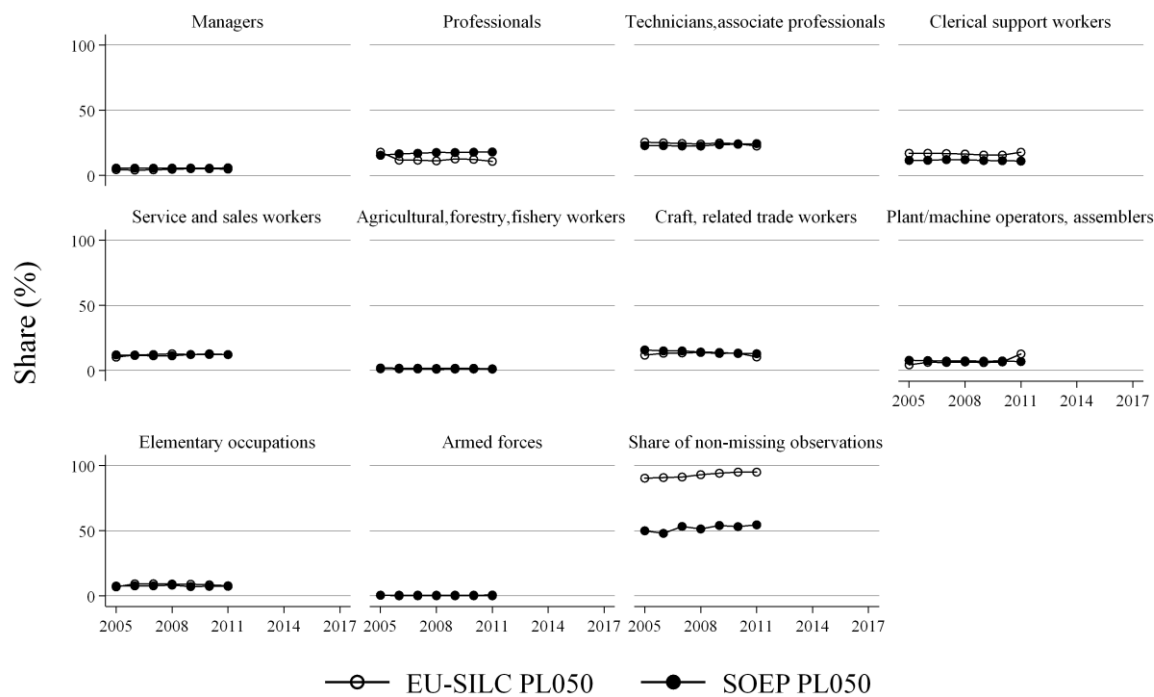 Managers
Professionals
Technicians,associate professionals
Clerical support workers
100
50
0
Service and sales workers
Agricultural,forestry,fishery workers
Craft, related trade workers
Plant/machine operators, assemblers
100
50
0
2005 2008 2011 2014 2017
Share (%)
Elementary occupations
Armed forces
Share of non-missing observations
100
50
0
2005 2008 2011 2017
2005 2008 2011 2017
2005 2008 2011 2017
EU-SILC PL050
SOEP PL050